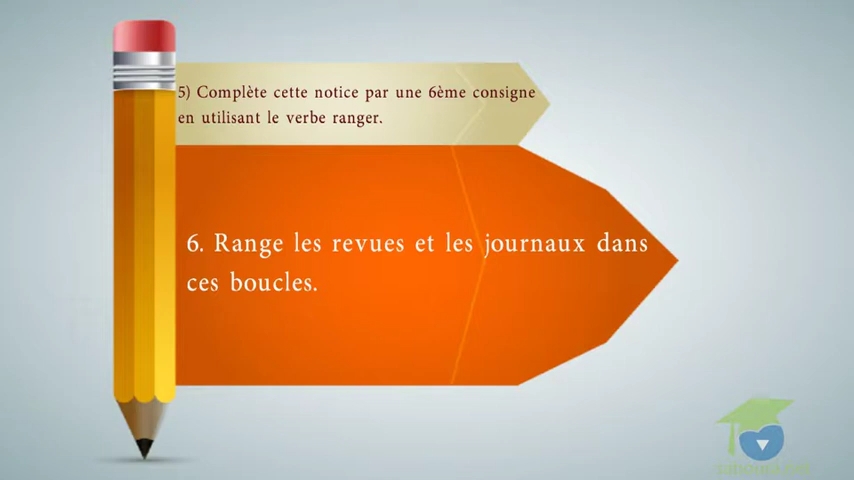 5) Complète cette notice par une 6ème consigne
en utilisant le verbe ranger.
6. Range les revues et les journaux dans
ces boucles.